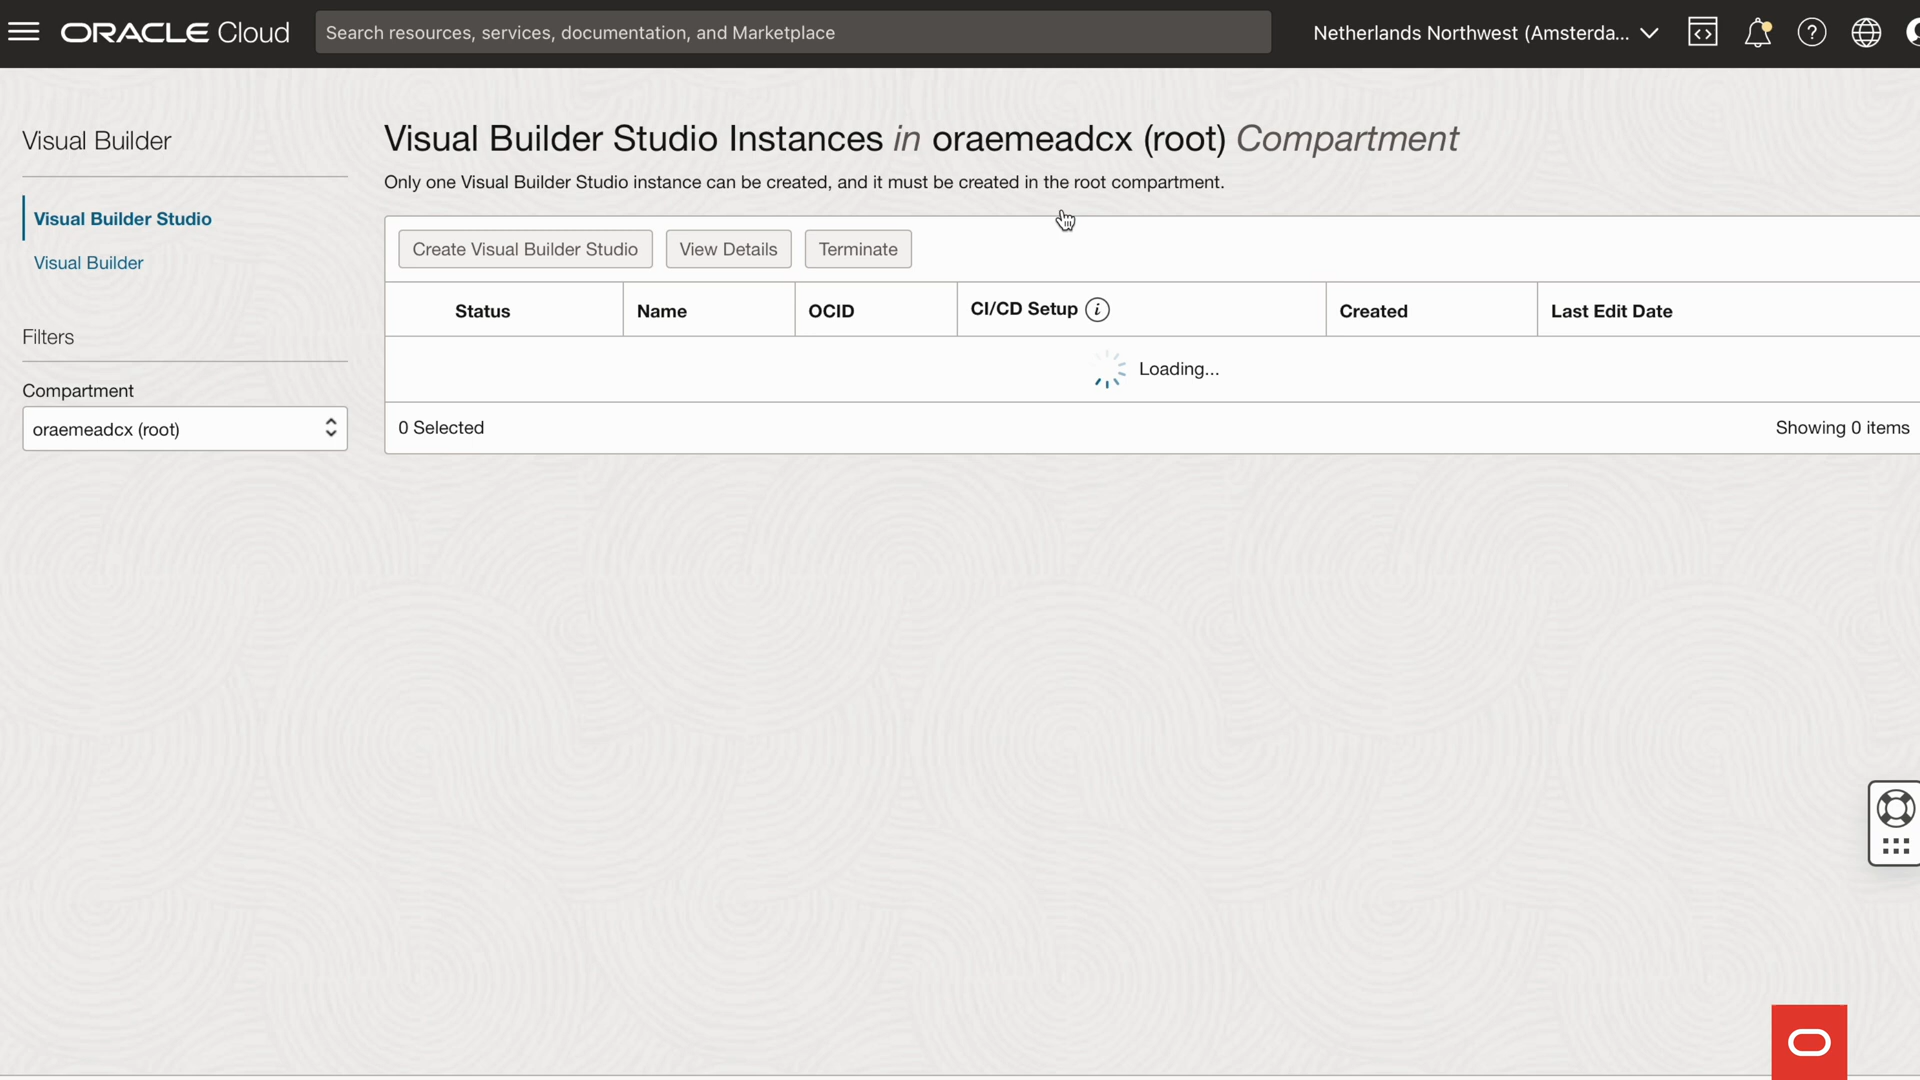 ORACLE Cloud
Search resources, services, documentation, and Marketplace
Netherlands Northwest (Amsterda...
Visual Builder
Visual Builder Studio
Visual Builder
Filters
Compartment
oraemeadcx (root)
Visual Builder Studio Instances in oraemeadcx (root) Compartment
Only one Visual Builder Studio instance can be created, and it must be created in the root compartment.
Create Visual Builder Studio View Details Terminate
Status Name OCID CI/CD Setup Created Last Edit Date
Loading...
0 Selected Showing 0 items